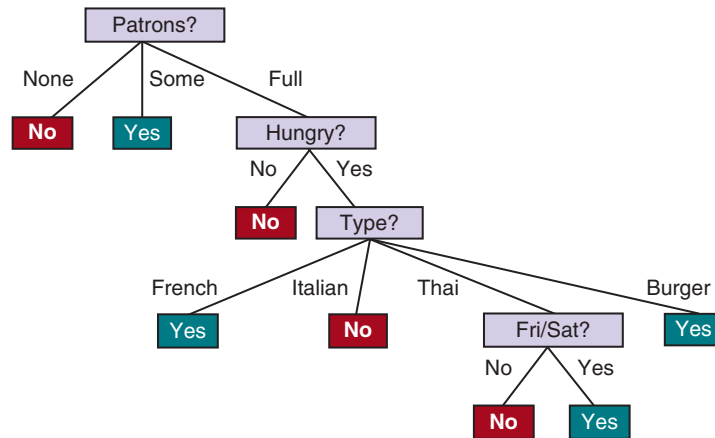 Patrons?
None Some Full
No Yes Hungry?
No Yes
No Type?
French Italian Thai Burger
Yes No Fri/Sat? Yes
No Yes
No Yes